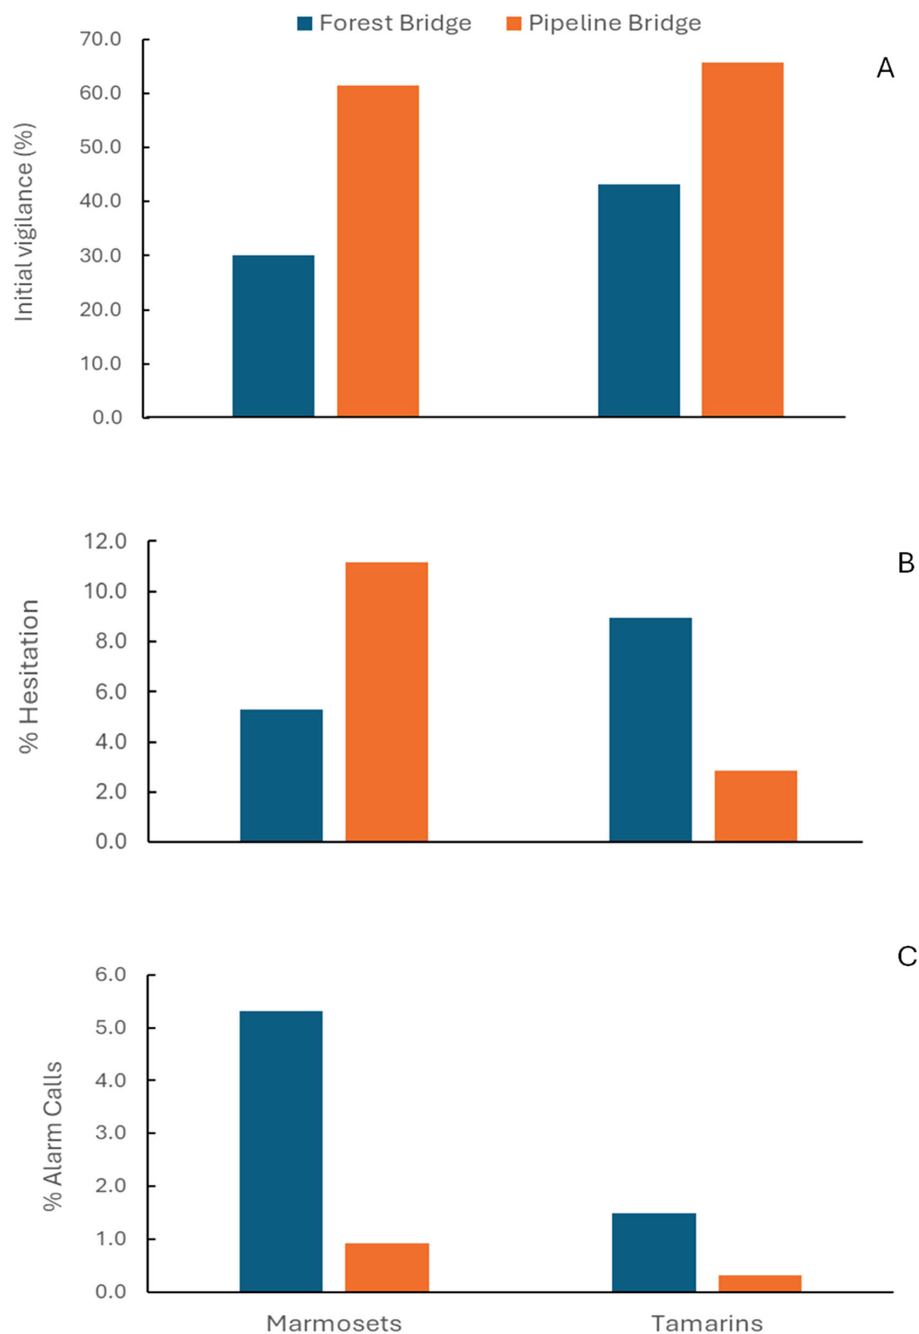 Forest Bridge Pipeline Bridge
A
Initial vigilance (%)
70.0
60.0
50.0
40.0
30.0
20.0
10.0
0.0
B
% Hesitation
12.0
10.0
8.0
6.0
4.0
2.0
0.0
C
% Alarm Calls
6.0
5.0
4.0
3.0
2.0
1.0
0.0
Marmosets Tamarins